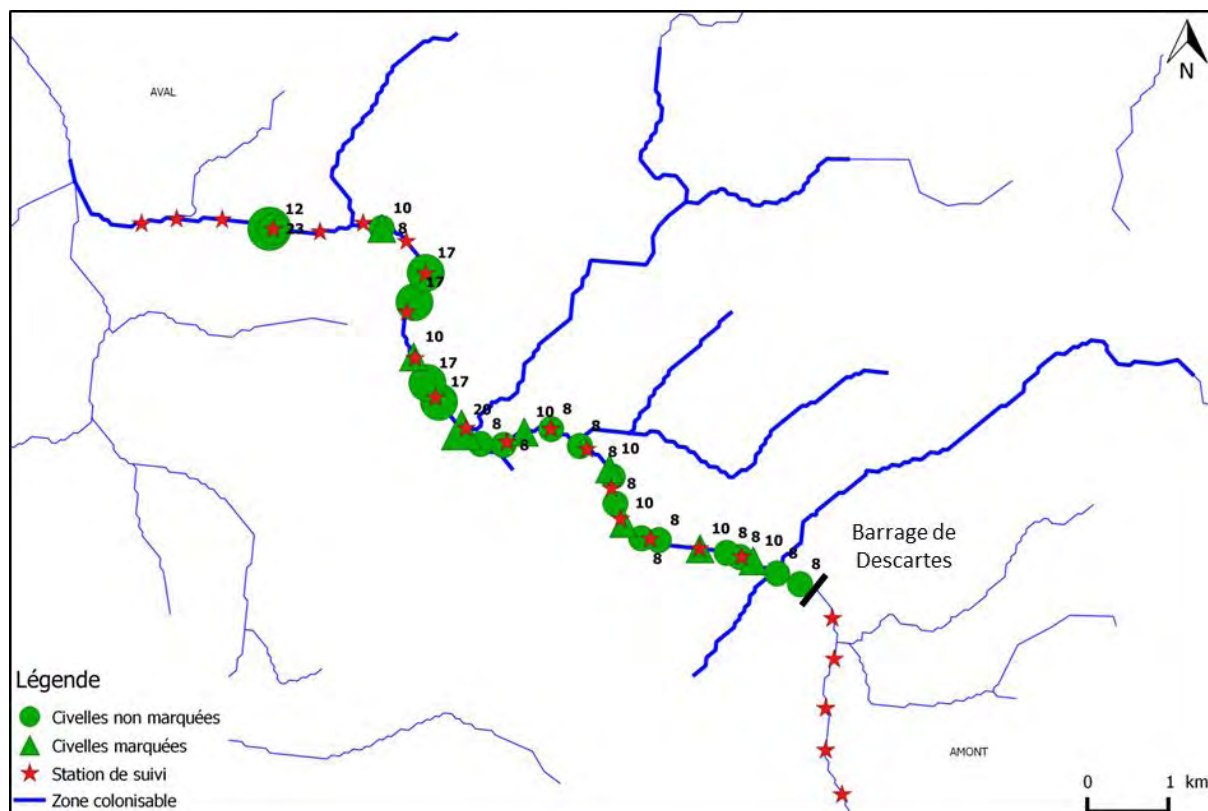 N
AVAL
12
23
10
8
17
17
10
17
17
20
8
8
10
8
8
8
10
8
10
8
8
10
8
8
10
8
8
Barrage de
Descartes
Légende
Civelles non marquées
Civelles marquées
Station de suivi
Zone colonisable
AMONT
0 1 km